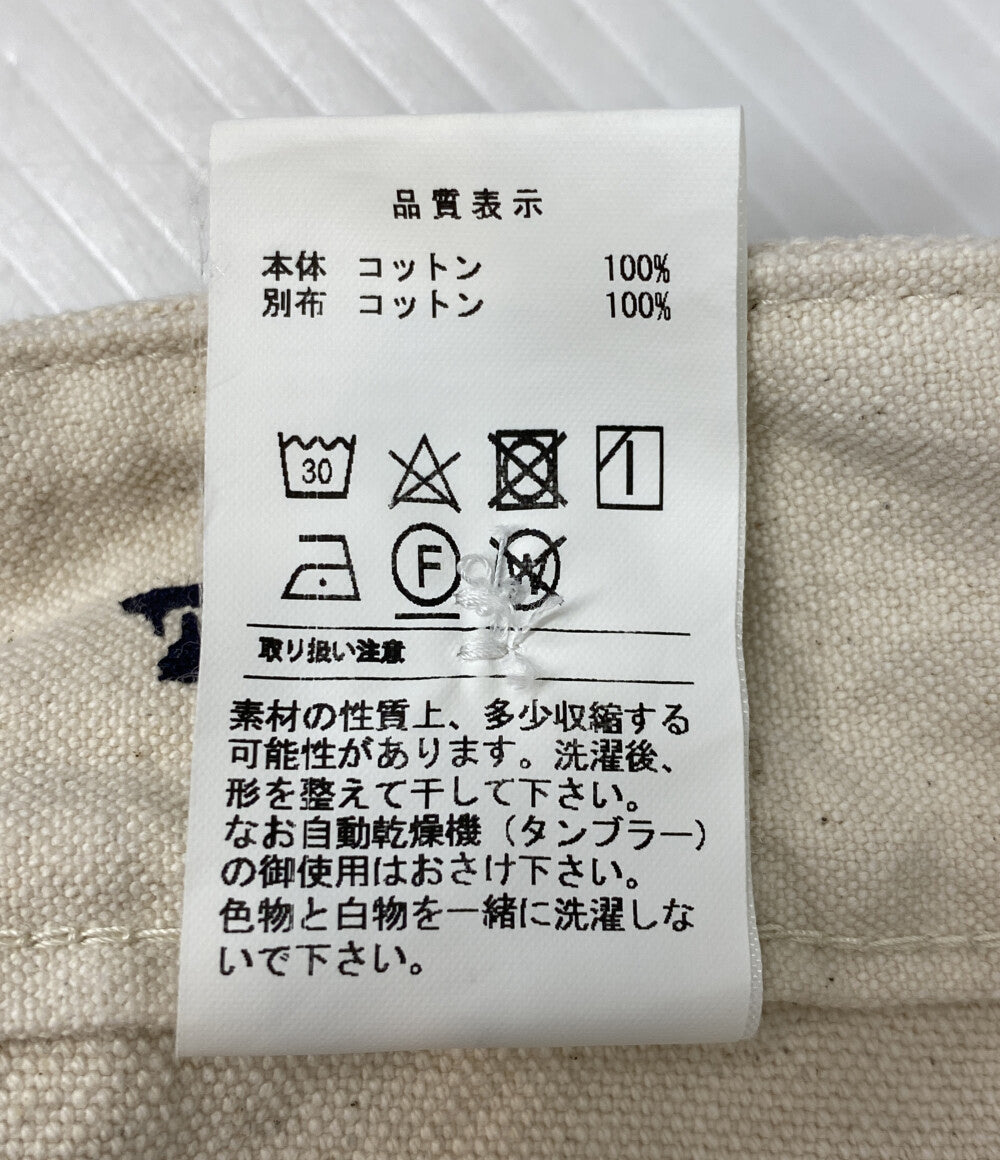 品質表示
本体 コットン 100%
別布 コットン 100%
30
F
W
取り扱い注意
素材の性質上、多少収縮する
可能性があります。洗濯後、
形を整えて干して下さい。
なお自動乾燥機（タンブラー）
の御使用はおさけ下さい。
色物と白物を一緒に洗濯しな
いで下さい。